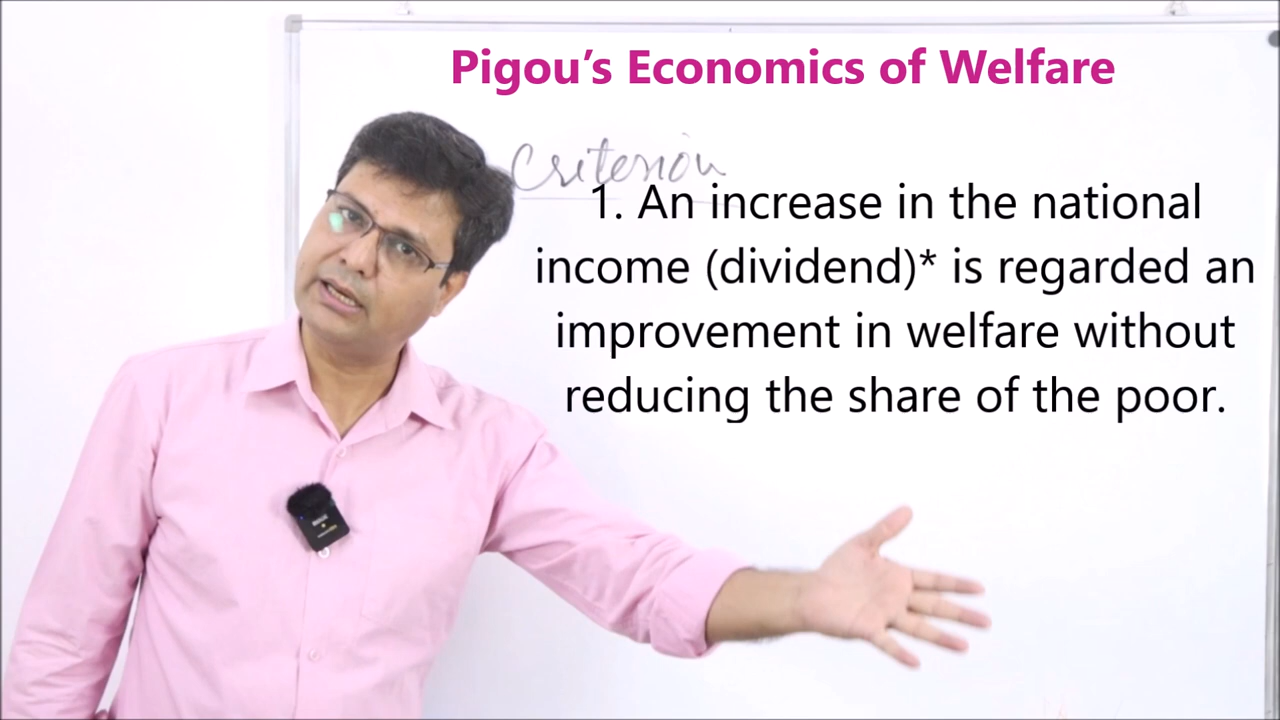 Pigou’s Economics of Welfare
Criterion
1. An increase in the national
income (dividend)* is regarded an
improvement in welfare without
reducing the share of the poor.